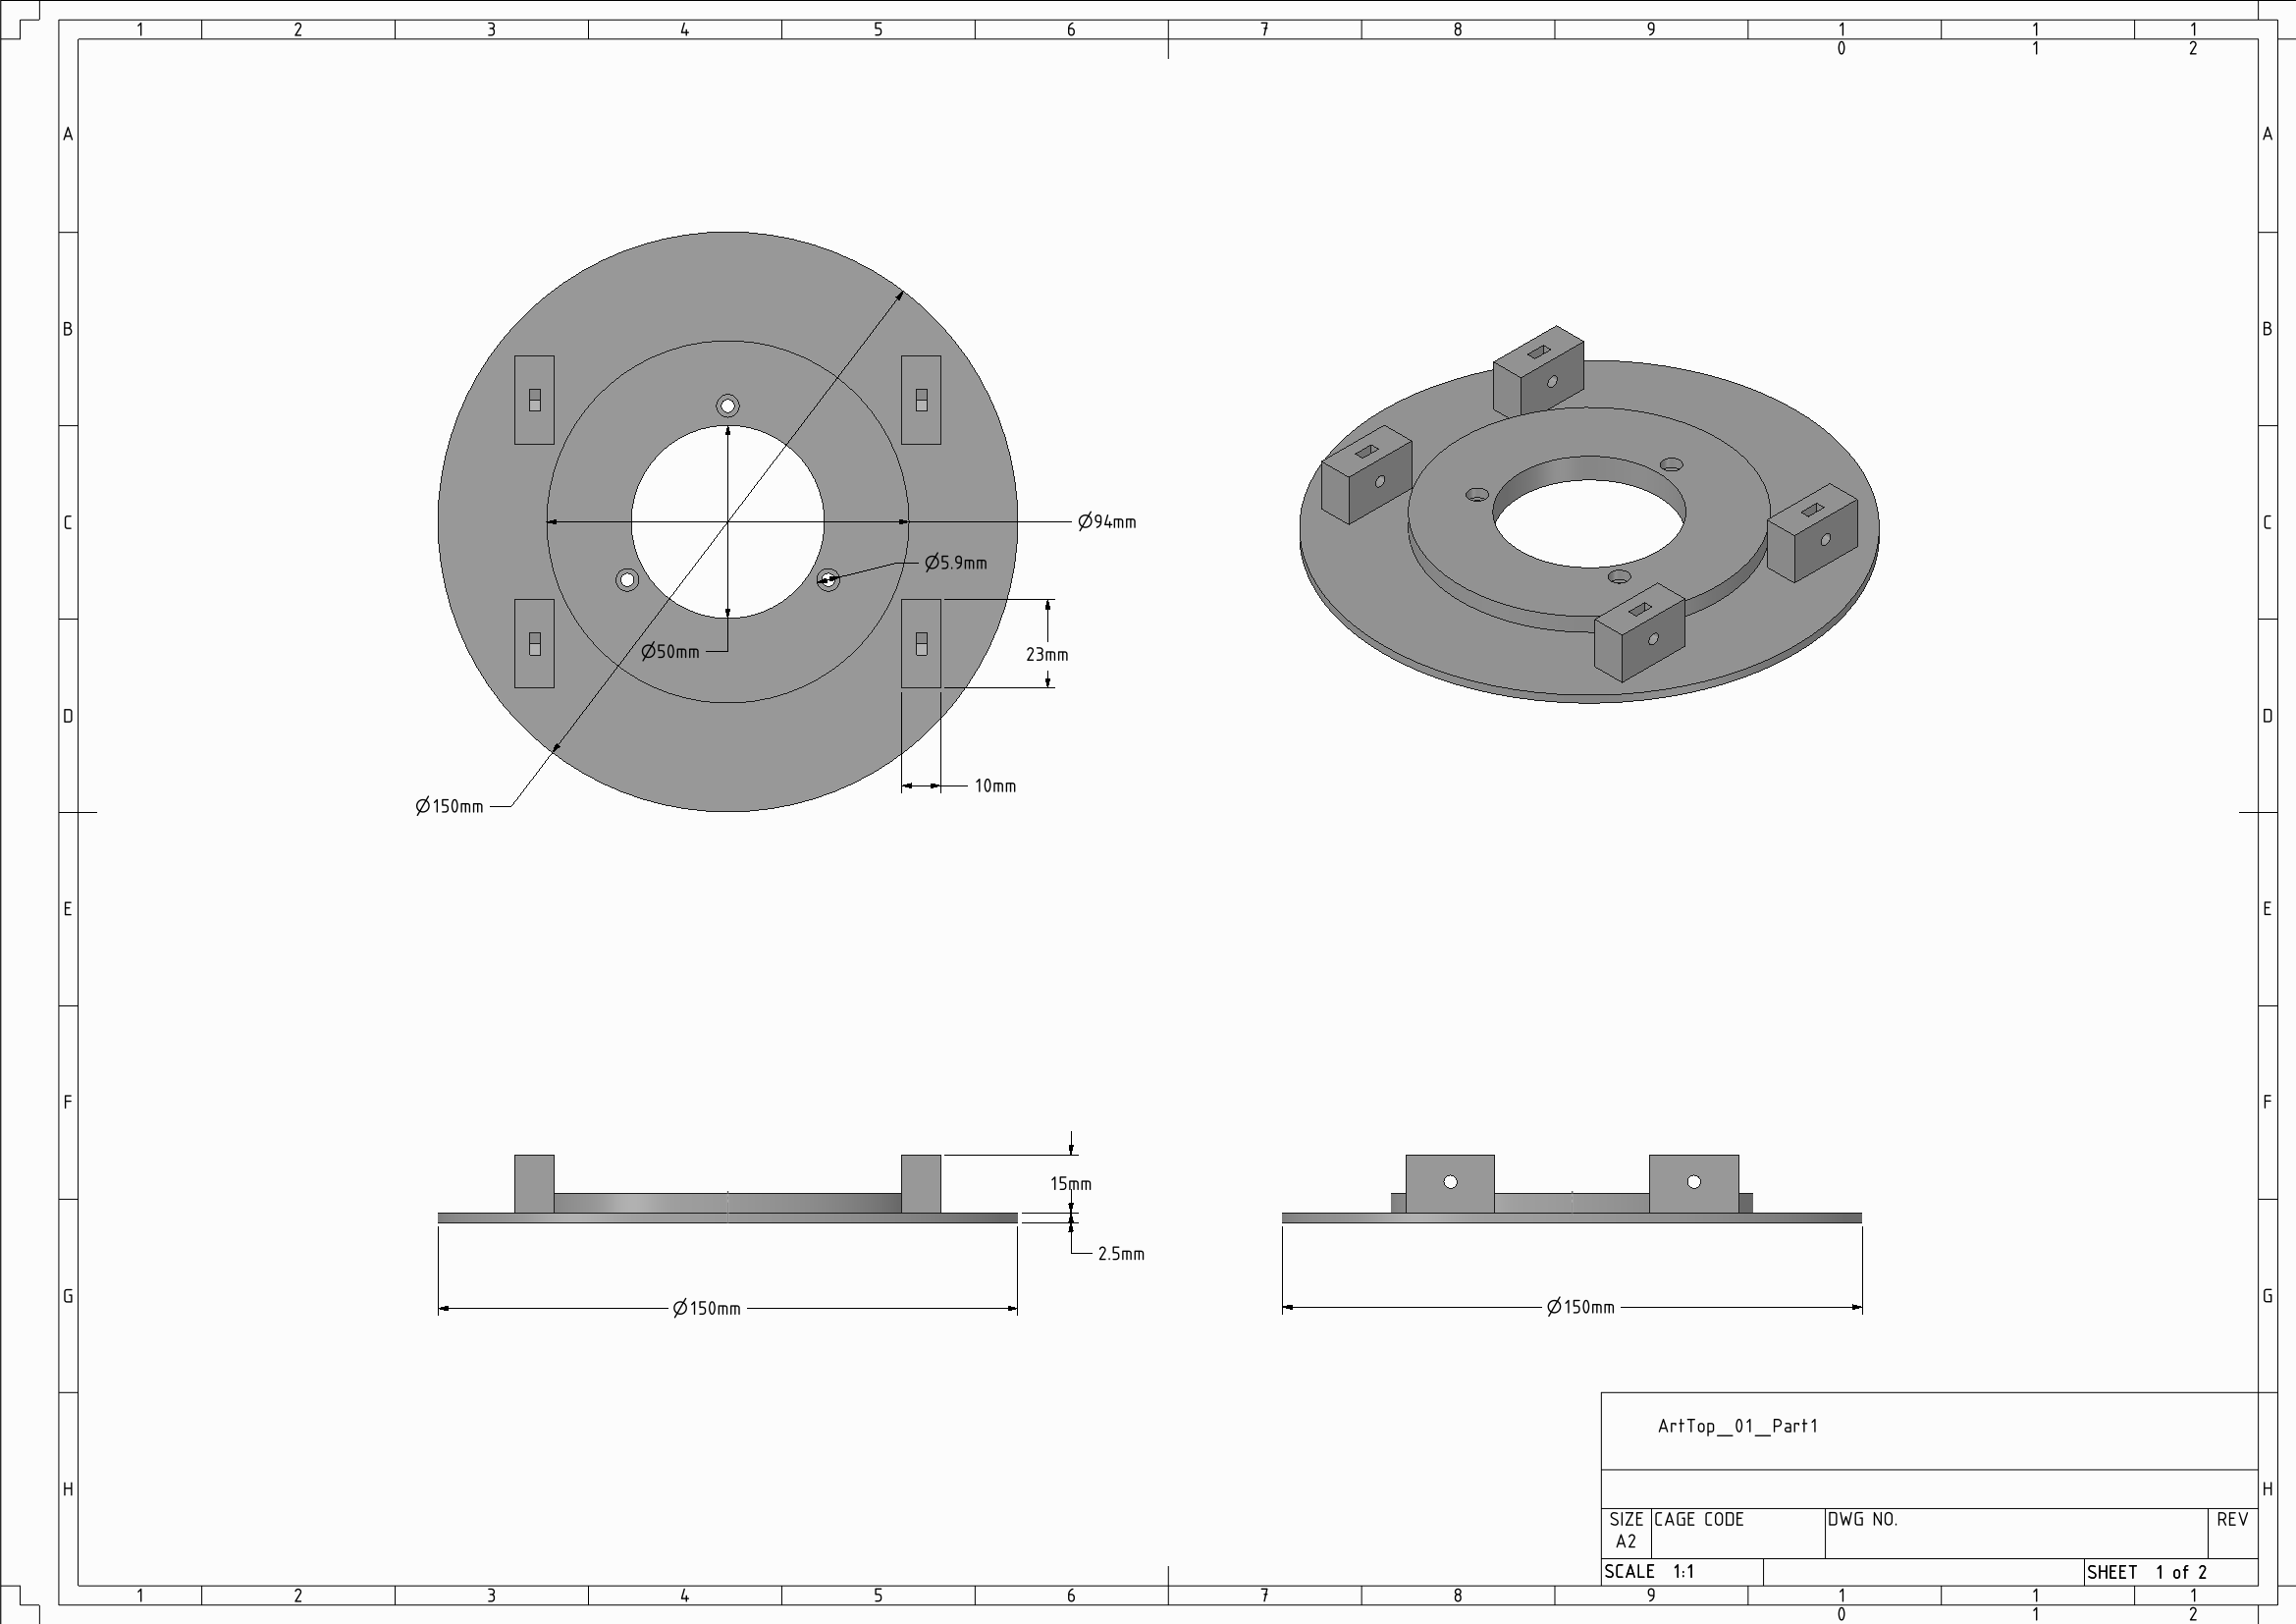 1 2 3 4 5 6 7 8 9 10 11 12
A A
B B
C C
Ø94mm
Ø5.9mm
Ø50mm
23mm
D D
10mm
Ø150mm
E E
F F
15mm
2.5mm
G G
Ø150mm Ø150mm
ArtTop_01_Part1
H H
SIZE CAGE CODE DWG NO. REV
A2
SCALE 1:1 SHEET 1 of 2
1 2 3 4 5 6 7 8 9 10 11 12